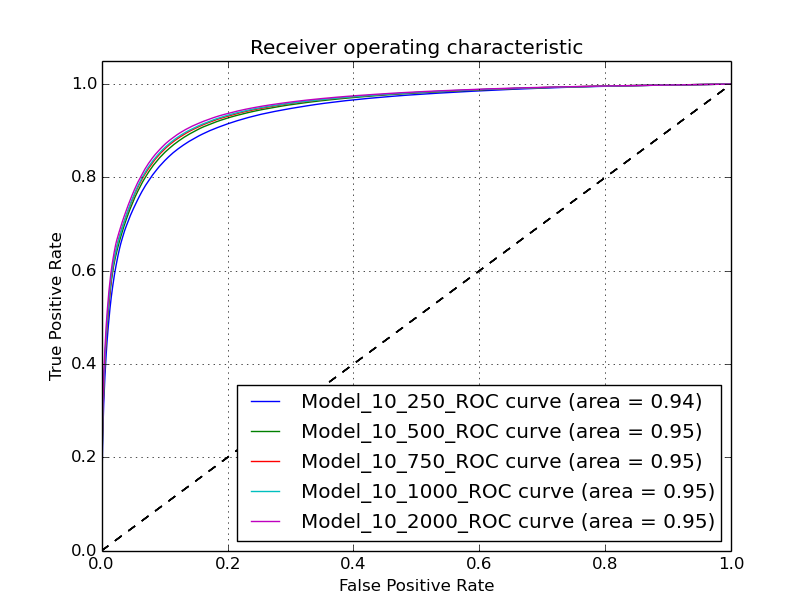 Receiver operating characteristic
True Positive Rate
1.0
0.8
0.6
0.4
0.2
0.0
Model_10_250_ROC curve (area = 0.94)
Model_10_500_ROC curve (area = 0.95)
Model_10_750_ROC curve (area = 0.95)
Model_10_1000_ROC curve (area = 0.95)
Model_10_2000_ROC curve (area = 0.95)
0.0 0.2 0.4 0.6 0.8 1.0
False Positive Rate